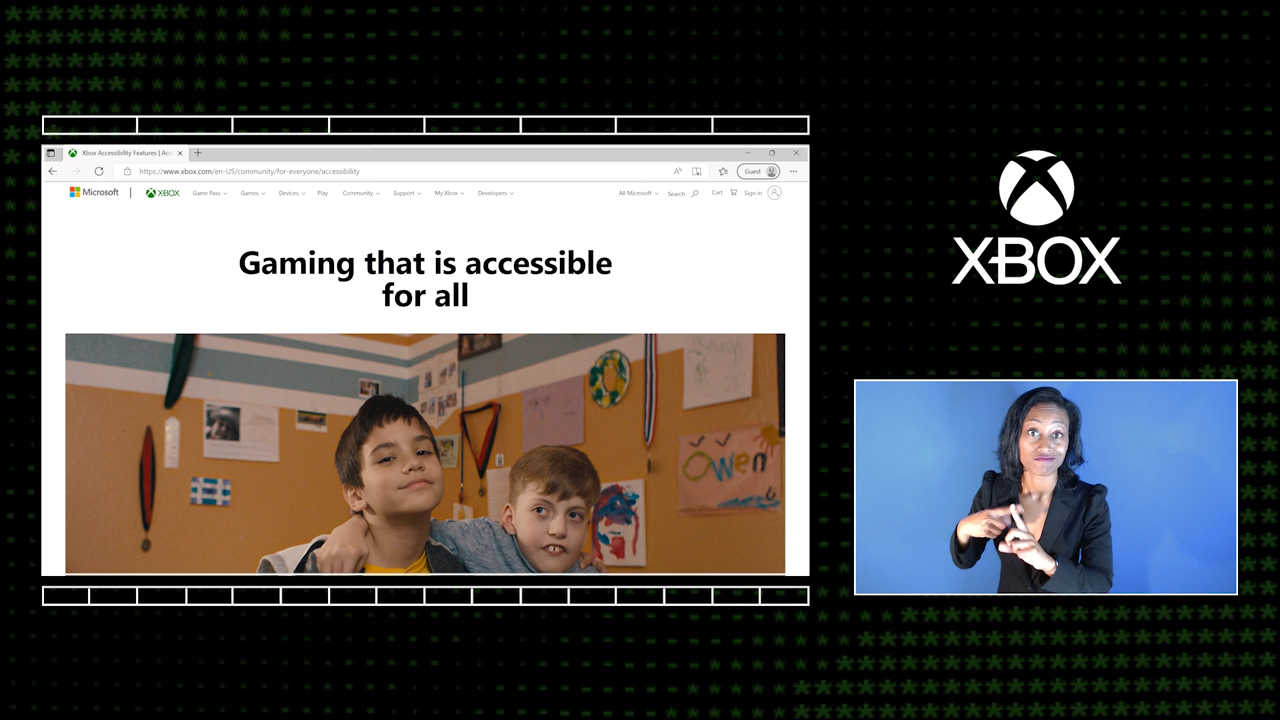 Xbox Accessibility Features | Acc
https://www.xbox.com/en-US/community/for-everyone/accessibility
Guest
Microsoft | XBOX Game Pass Games Devices Play Community Support My Xbox Developers All Microsoft Search Cart Sign in
Gaming that is accessible
for all
Owen
XBOX